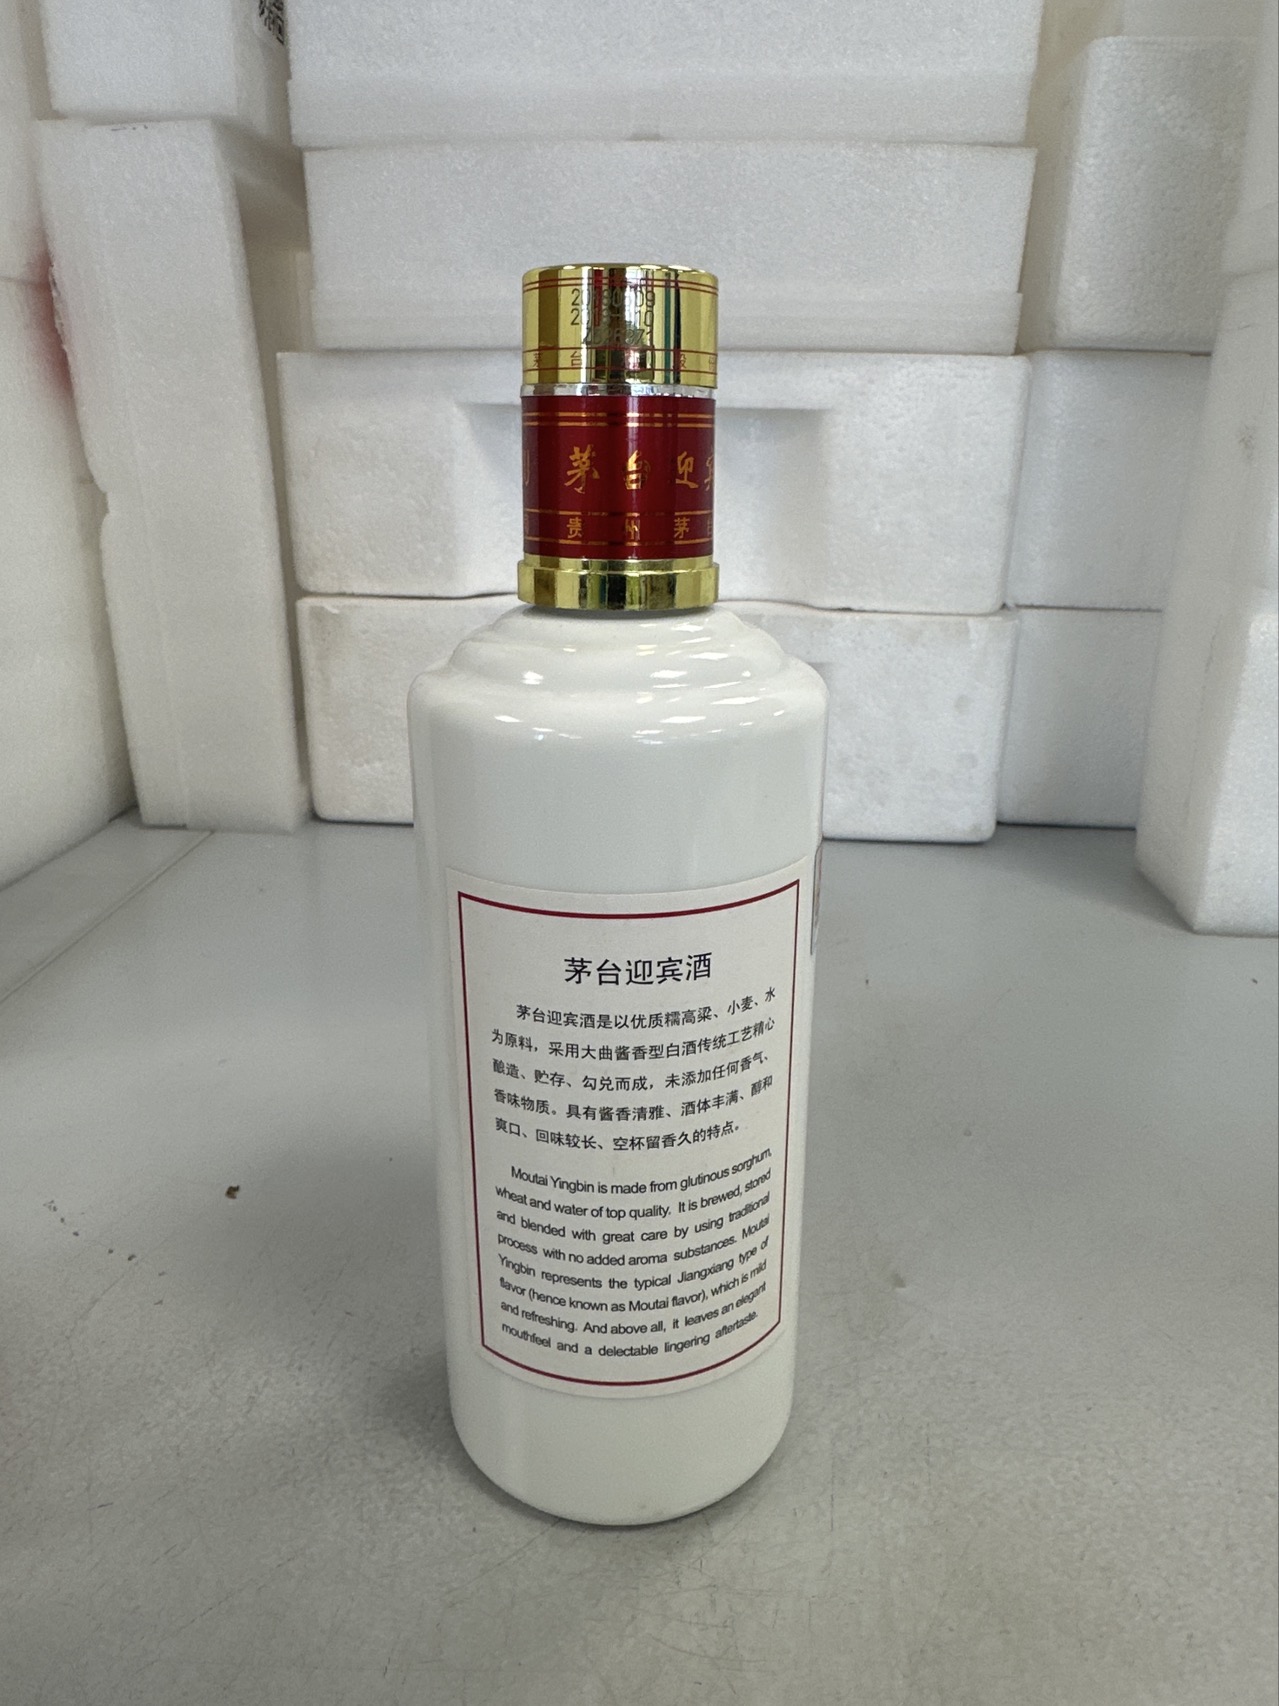 茅台迎
贵州茅
茅台迎宾酒
茅台迎宾酒是以优质糯高粱、小麦、水
为原料，采用大曲酱香型白酒传统工艺精心
酿造、贮存、勾兑而成，未添加任何香气、
香味物质。具有酱香清雅、酒体丰满、醇和
爽口、回味较长、空杯留香久的特点。
Moutai Yingbin is made from glutinous sorghum,
wheat and water of top quality. It is brewed, stored
and blended with great care by using traditional
process with no added aroma substances. Moutai
Yingbin represents the typical Jiangxiang type of
flavor (hence known as Moutai flavor), which is mild
and refreshing. And above all, it leaves an elegant
mouthfeel and a delectable lingering aftertaste.